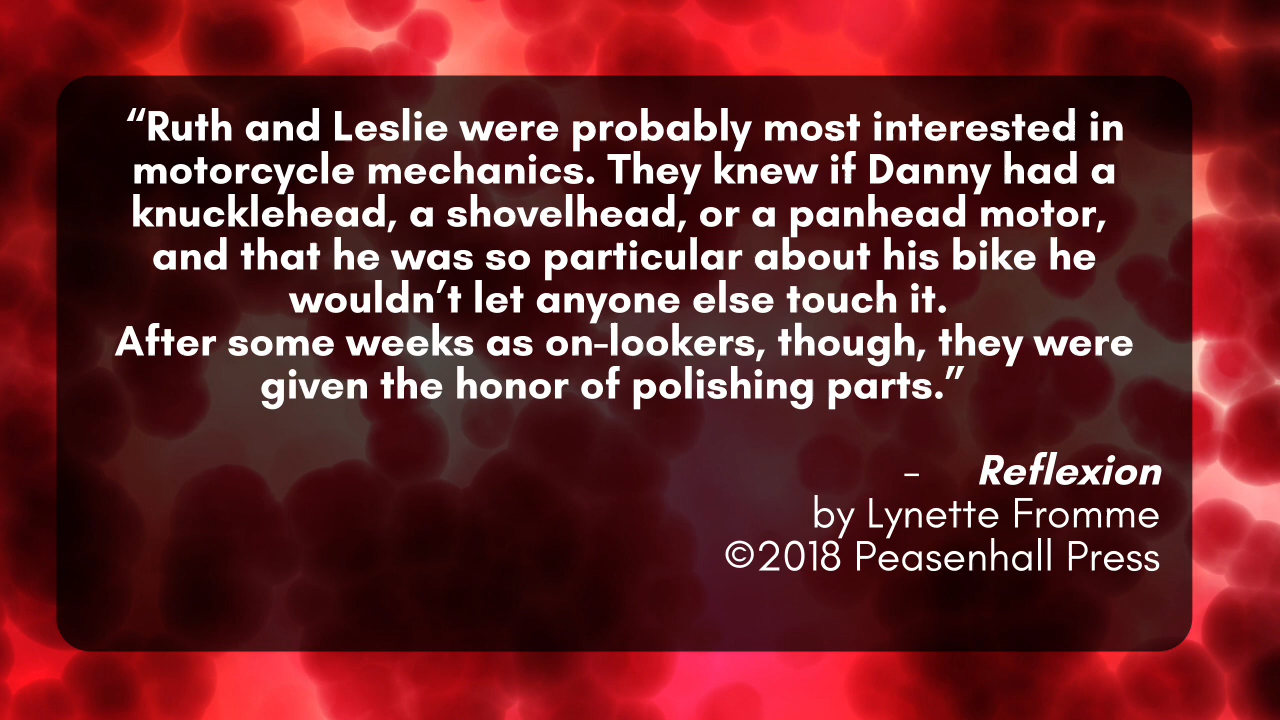 “Ruth and Leslie were probably most interested in
motorcycle mechanics. They knew if Danny had a
knucklehead, a shovelhead, or a panhead motor,
and that he was so particular about his bike he
wouldn’t let anyone else touch it.
After some weeks as on-lookers, though, they were
given the honor of polishing parts.”
- Reflexion
by Lynette Fromme
©2018 Peasenhall Press